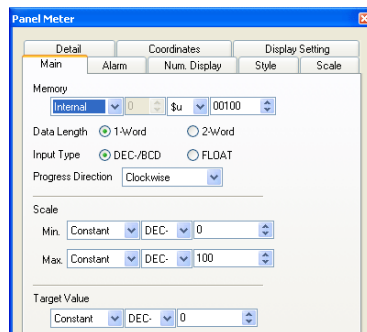 Panel Meter
Detail Coordinates Display Setting
Main Alarm Num. Display Style Scale
Memory
Internal 0 $u 00100
Data Length 1-Word 2-Word
Input Type DEC-/BCD FLOAT
Progress Direction Clockwise
Scale
Min. Constant DEC- 0
Max. Constant DEC- 100
Target Value
Constant DEC- 0